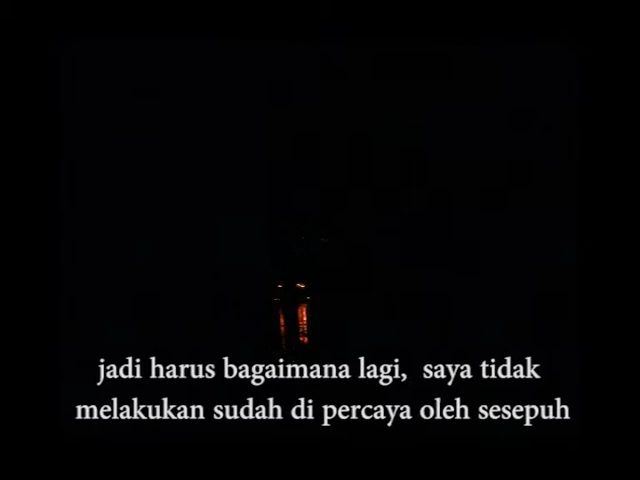 jadi harus bagaimana lagi, saya tidak
melakukan sudah di percaya oleh sesepuh